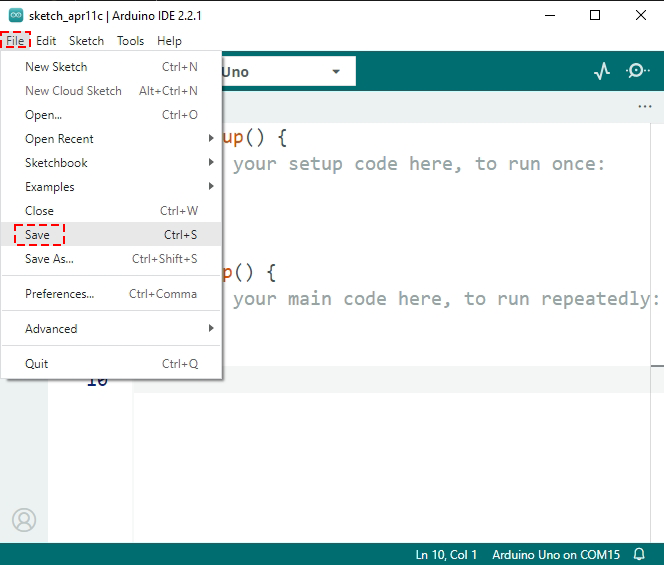 sketch_apr11c | Arduino IDE 2.2.1
File Edit Sketch Tools Help
New Sketch Ctrl+N
New Cloud Sketch Alt+Ctrl+N
Open... Ctrl+O
Open Recent
Sketchbook
Examples
Close Ctrl+W
Save Ctrl+S
Save As... Ctrl+Shift+S
Preferences... Ctrl+Comma
Advanced
Quit Ctrl+Q
Uno
up() {
your setup code here, to run once:
p() {
your main code here, to run repeatedly:
10
Ln 10, Col 1 Arduino Uno on COM15